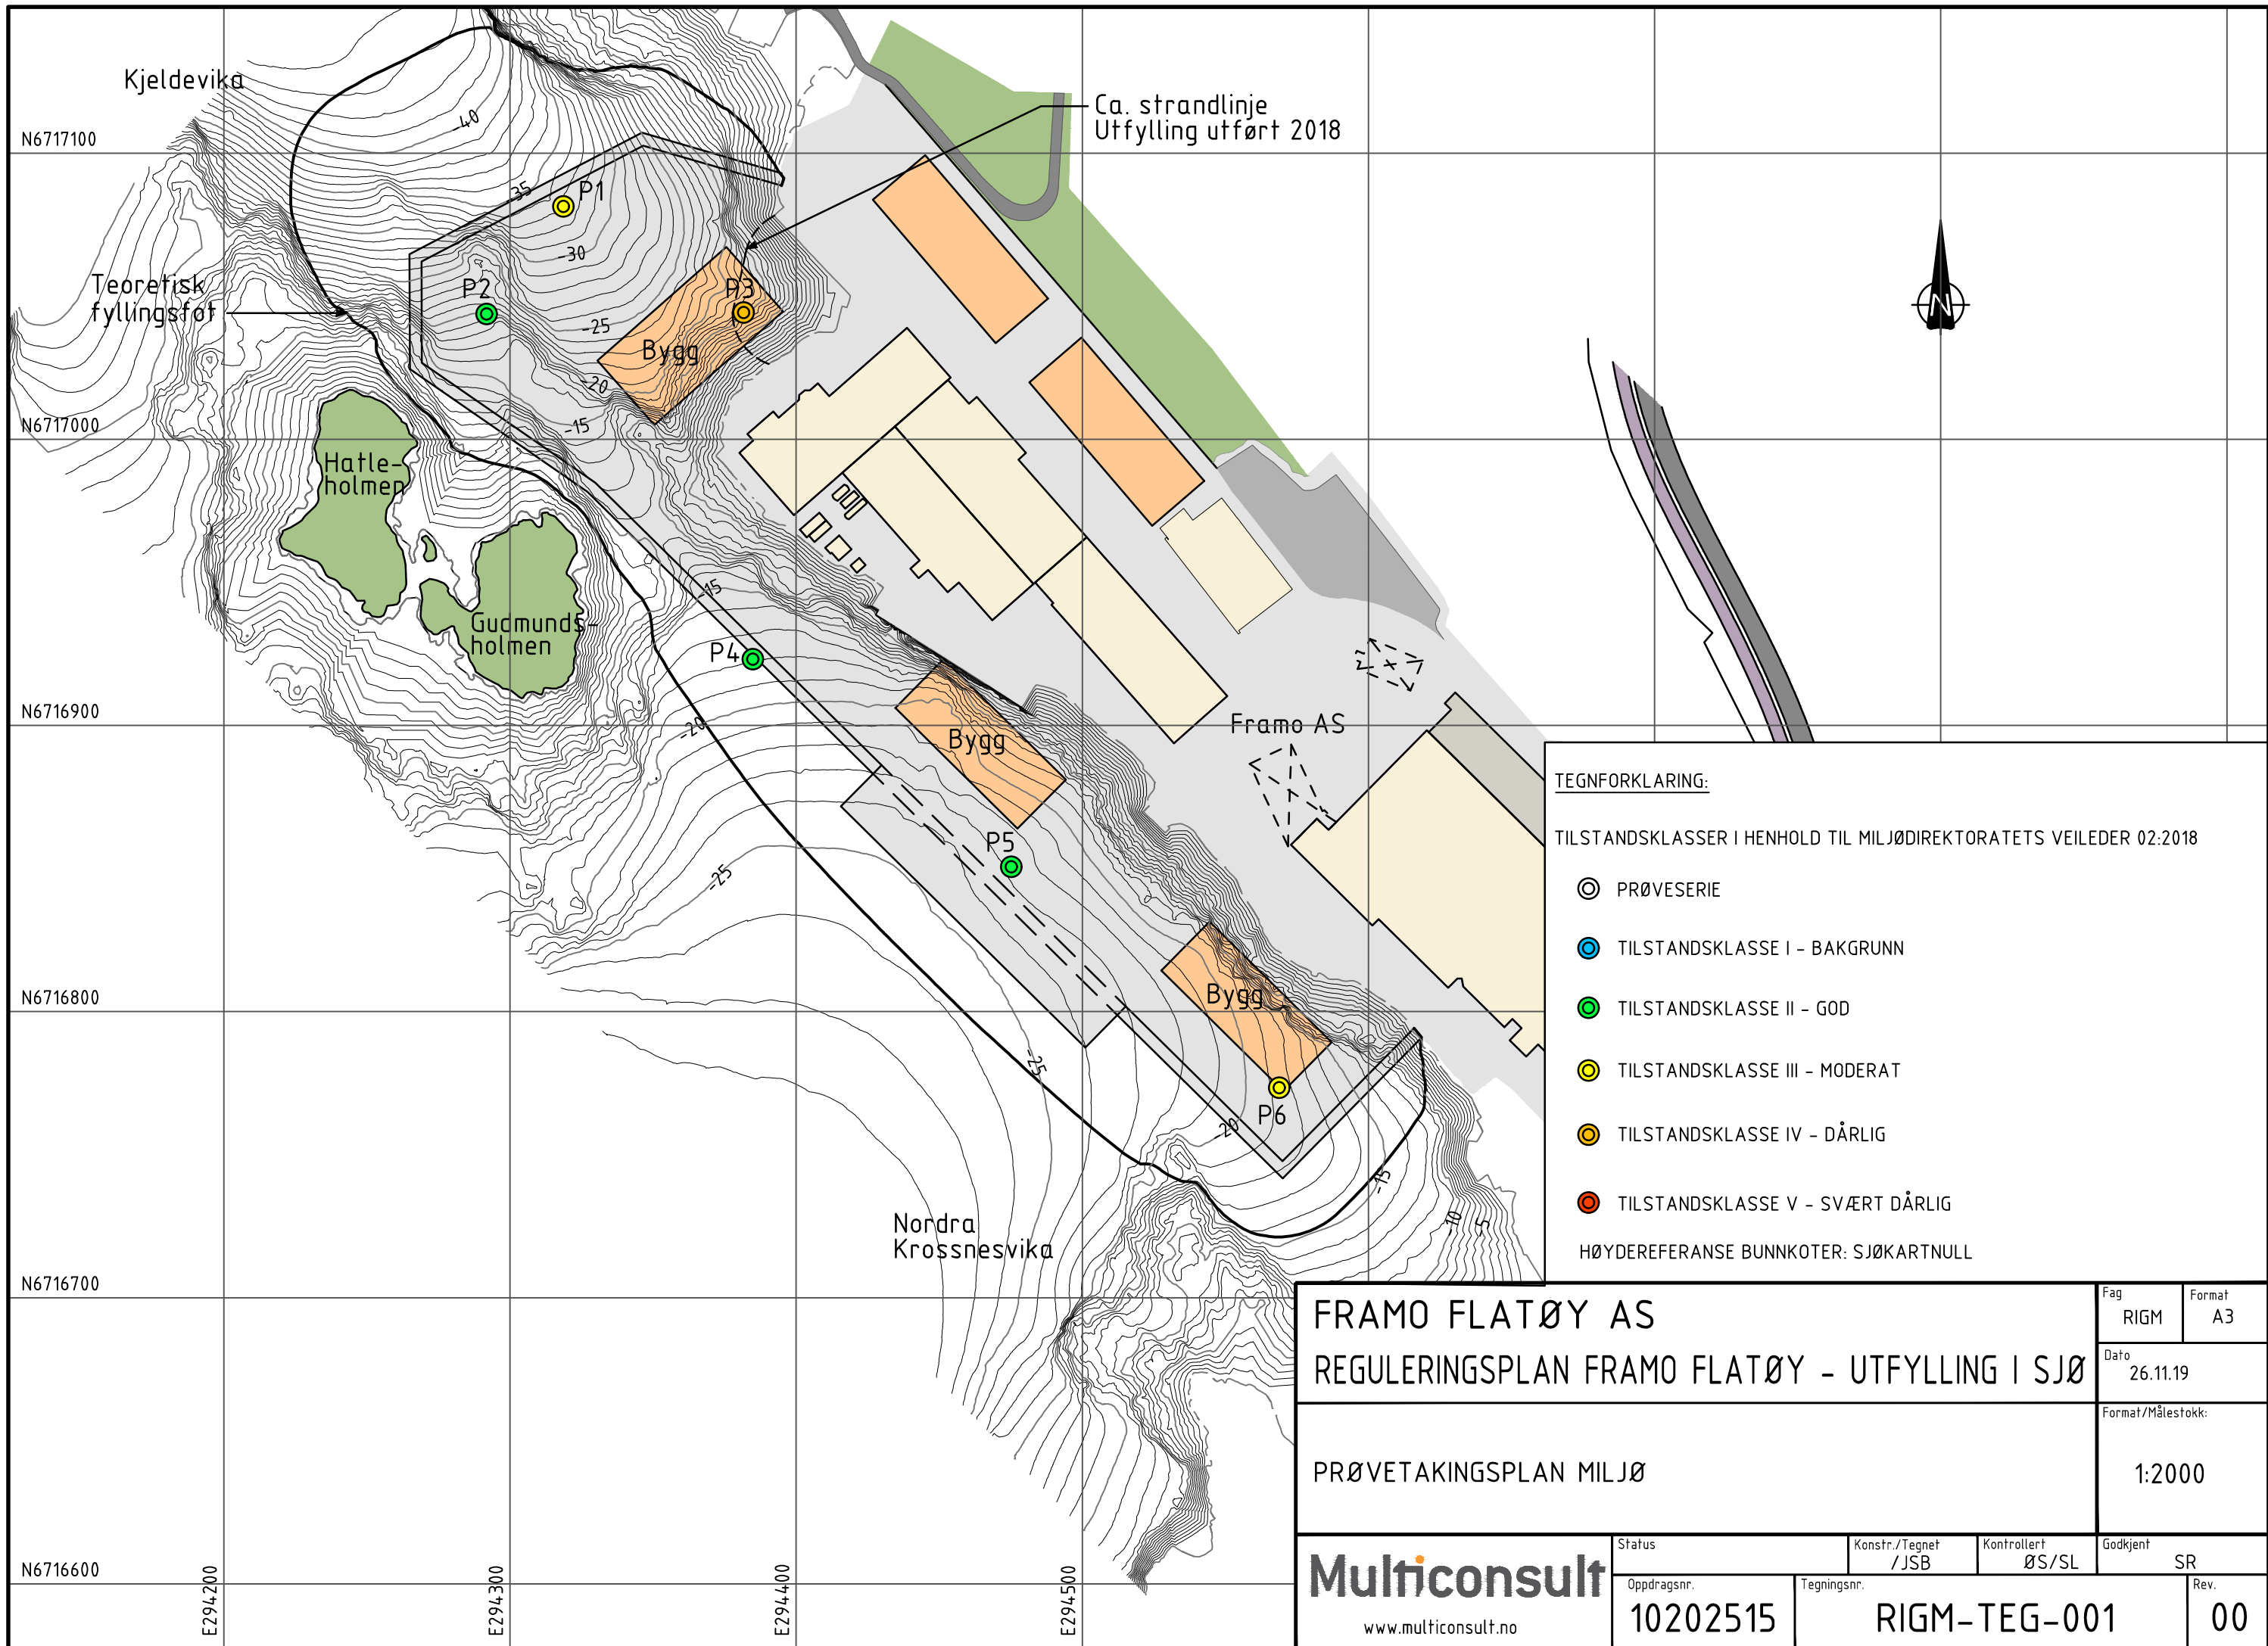 Kjeldevika
-40
Ca. strandlinje
Utfylling utført 2018
N6717100
-35
P1
-30
Teoretisk
fyllingsfot
P2
P3
-25
Bygg
-20
-15
N6717000
Hatle-
holmen
-15
Gudmunds-
holmen
P4
N6716900
-20
Bygg
Framo AS
N
P5
-25
N6716800
Bygg
-25
P6
-20
-15
-10
-5
Nordra
Krossnesvika
N6716700
N6716600
E294200
E294300
E294400
E294500
TEGNFORKLARING:
TILSTANDSKLASSER I HENHOLD TIL MILJØDIREKTORATETS VEILEDER 02:2018
PRØVESERIE
TILSTANDSKLASSE I - BAKGRUNN
TILSTANDSKLASSE II - GOD
TILSTANDSKLASSE III - MODERAT
TILSTANDSKLASSE IV - DÅRLIG
TILSTANDSKLASSE V - SVÆRT DÅRLIG
HØYDEREFERANSE BUNNKOTER: SJØKARTNULL
FRAMO FLATØY AS
REGULERINGSPLAN FRAMO FLATØY - UTFYLLING I SJØ
Fag
RIGM
Format
A3
Dato
26.11.19
PRØVETAKINGSPLAN MILJØ
Format/Målestokk:
1:2000
Multiconsult
www.multiconsult.no
Status
Konstr./Tegnet
/JSB
Kontrollert
ØS/SL
Godkjent
SR
Oppdragsnr.
10202515
Tegningsnr.
RIGM-TEG-001
Rev.
00